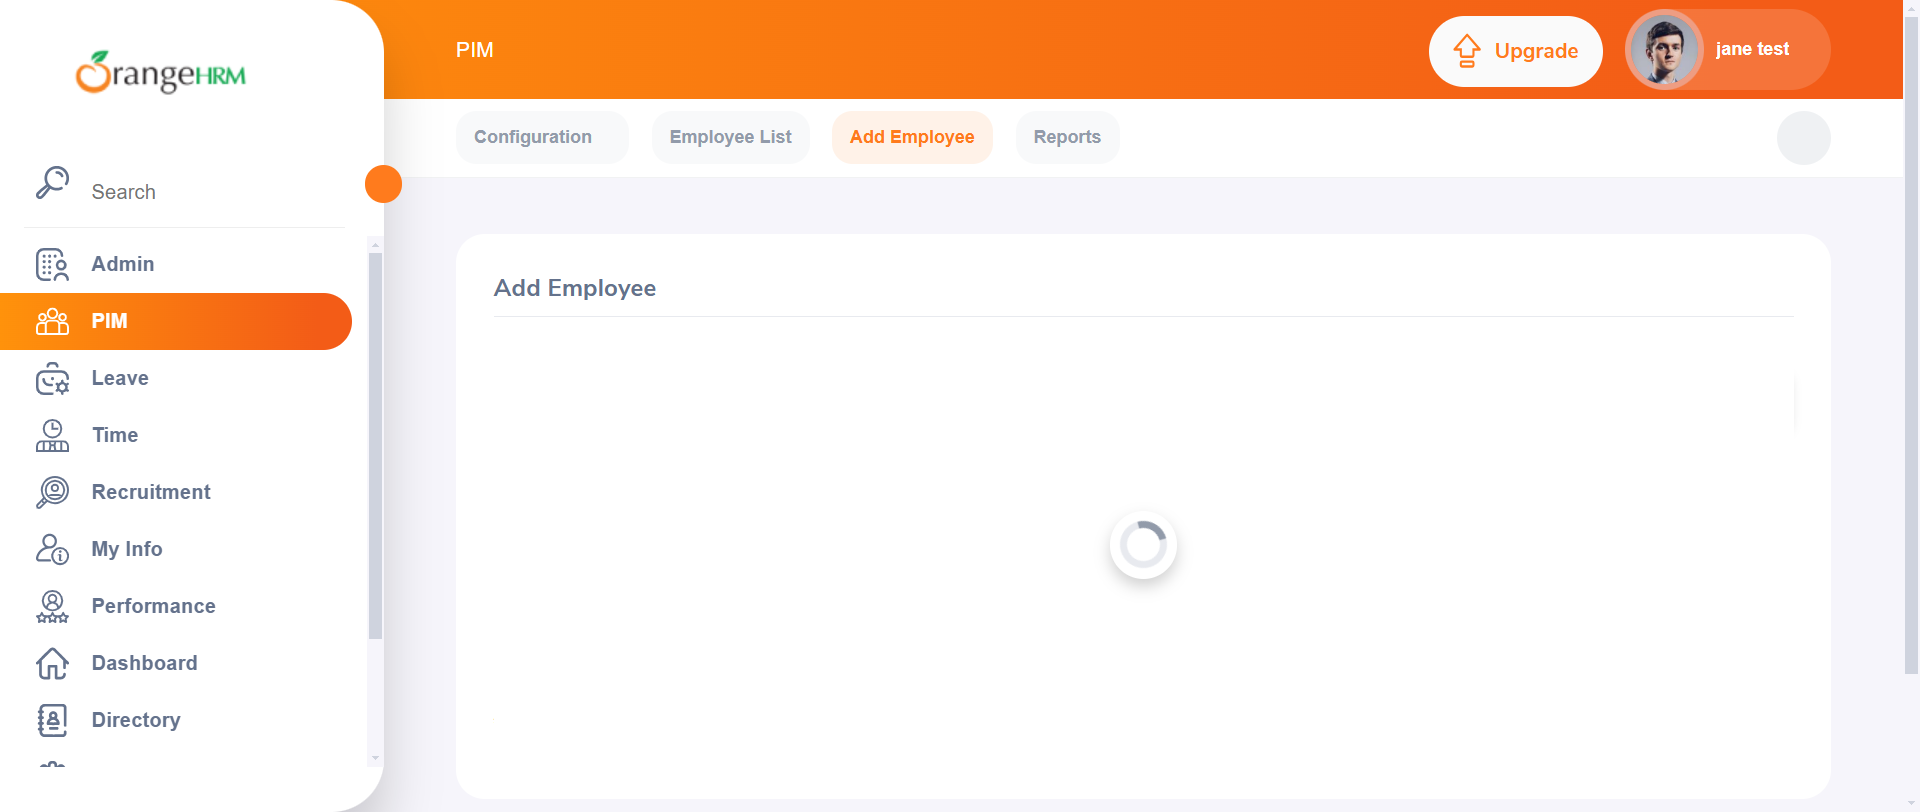 OrangeHRM
PIM
Upgrade
jane test
Configuration
Employee List
Add Employee
Reports
Search
Admin
PIM
Leave
Time
Recruitment
My Info
Performance
Dashboard
Directory
Add Employee